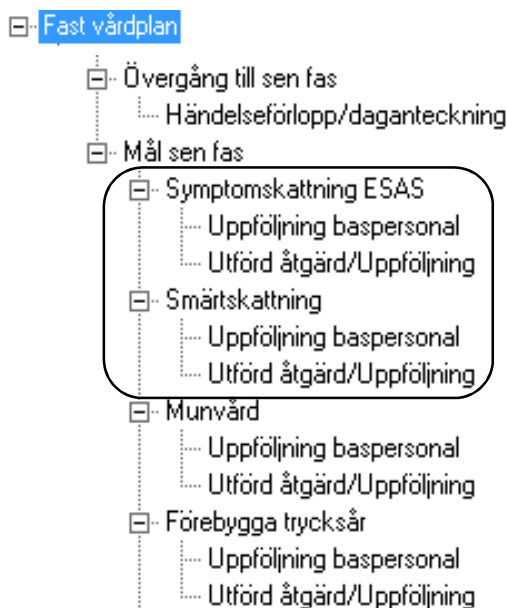 Fast vårdplan
Övergång till sen fas
Händelseförlopp/daganteckning
Mål sen fas
Symptomskattning ESAS
Uppföljning baspersonal
Utförd åtgärd/Uppföljning
Smärtskattning
Uppföljning baspersonal
Utförd åtgärd/Uppföljning
Munvård
Uppföljning baspersonal
Utförd åtgärd/Uppföljning
Förebygga trycksår
Uppföljning baspersonal
Utförd åtgärd/Uppföljning